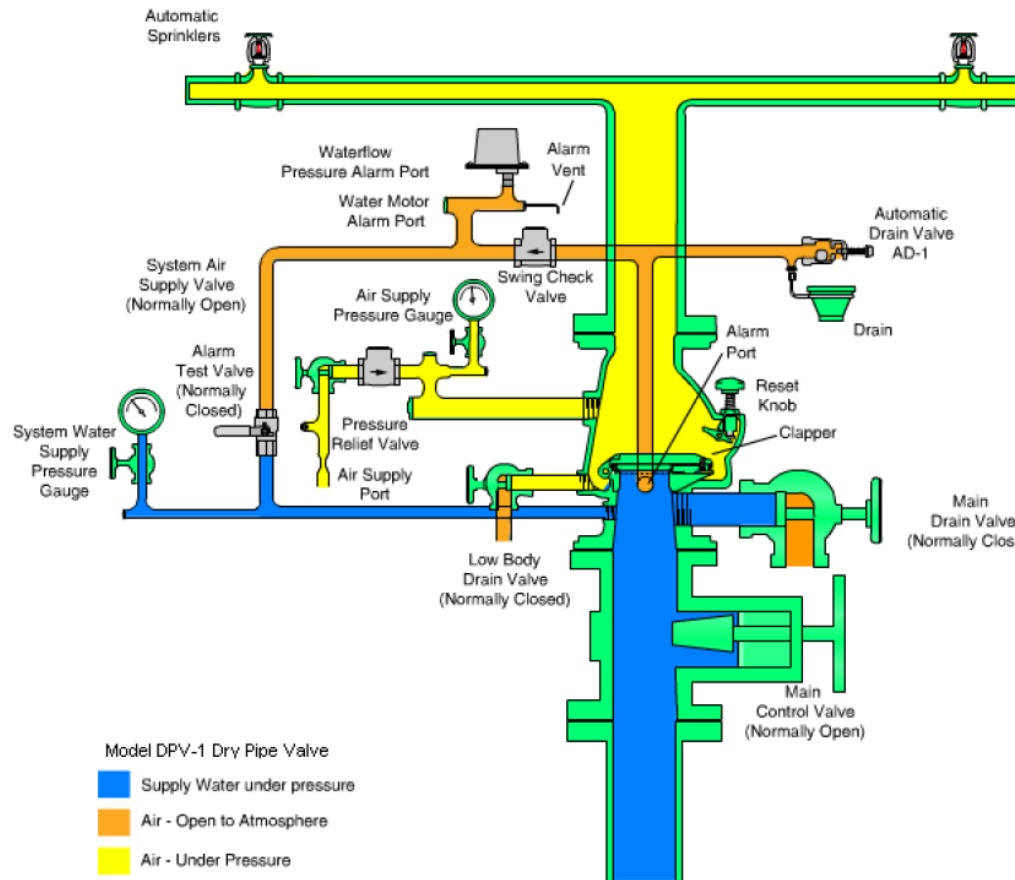 Automatic
Sprinklers
Waterflow
Pressure Alarm Port
Alarm
Vent
Water Motor
Alarm Port
Automatic
Drain Valve
AD-1
System Air
Supply Valve
(Normally Open)
Swing Check
Valve
Air Supply
Pressure Gauge
Drain
Alarm
Port
Alarm
Test Valve
(Normally
Closed)
Reset
Knob
System Water
Supply
Pressure
Gauge
Pressure
Relief Valve
Clapper
Air Supply
Port
Main
Drain Valve
(Normally Clos
Low Body
Drain Valve
(Normally Closed)
Main
Control Valve
(Normally Open)
Model DPV-1 Dry Pipe Valve
Supply Water under pressure
Air - Open to Atmosphere
Air - Under Pressure